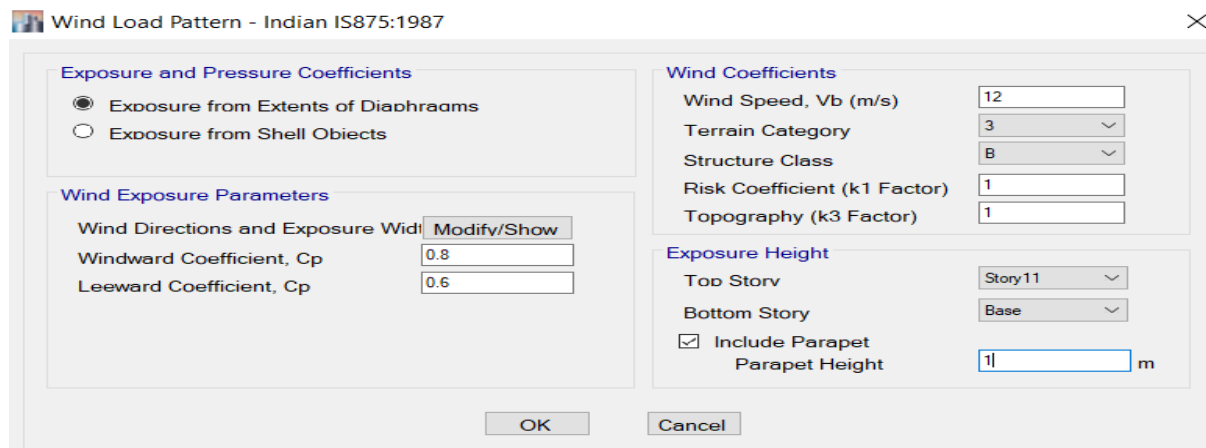 Wind Load Pattern - Indian IS875:1987
Exposure and Pressure Coefficients
Exposure from Extents of Diaphragms
Exposure from Shell Objects
Wind Exposure Parameters
Wind Directions and Exposure Widt Modify/Show
Windward Coefficient, Cp 0.8
Leeward Coefficient, Cp 0.6
Wind Coefficients
Wind Speed, Vb (m/s) 12
Terrain Category 3
Structure Class B
Risk Coefficient (k1 Factor) 1
Topography (k3 Factor) 1
Exposure Height
Top Story Story11
Bottom Story Base
Include Parapet
Parapet Height 1 m
OK Cancel